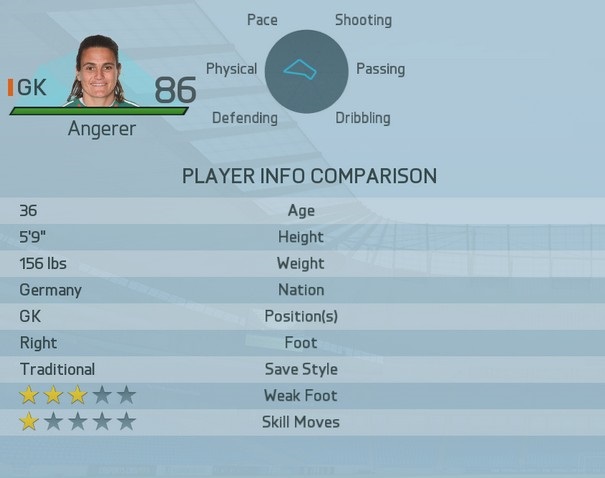 Pace Shooting
GK 86 Physical Passing
Angerer Defending Dribbling
PLAYER INFO COMPARISON
36 Age
5'9" Height
156 lbs Weight
Germany Nation
GK Position(s)
Right Foot
Traditional Save Style
Weak Foot
Skill Moves